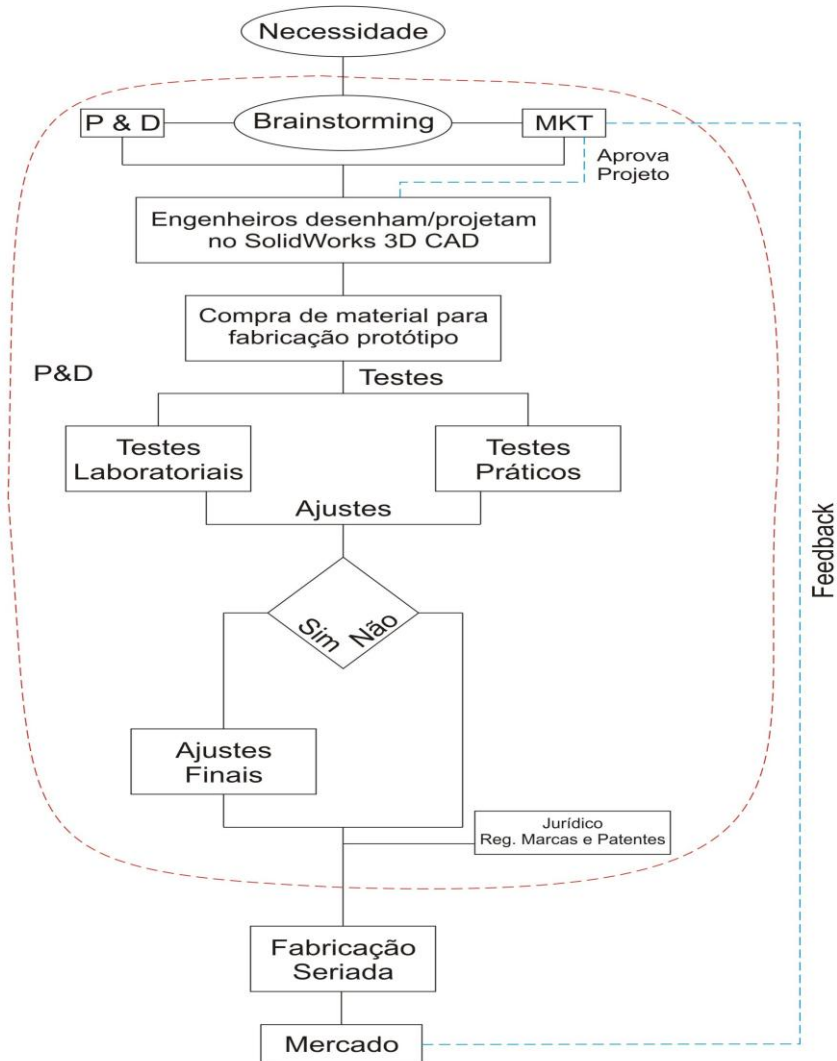 Necessidade
P & D
Brainstorming
MKT
Aprova
Projeto
Engenheiros desenham/projetam
no SolidWorks 3D CAD
Compra de material para
fabricação protótipo
P&D
Testes
Testes
Laboratoriais
Testes
Práticos
Ajustes
Sim
Não
Feedback
Ajustes
Finais
Jurídico
Reg. Marcas e Patentes
Fabricação
Seriada
Mercado